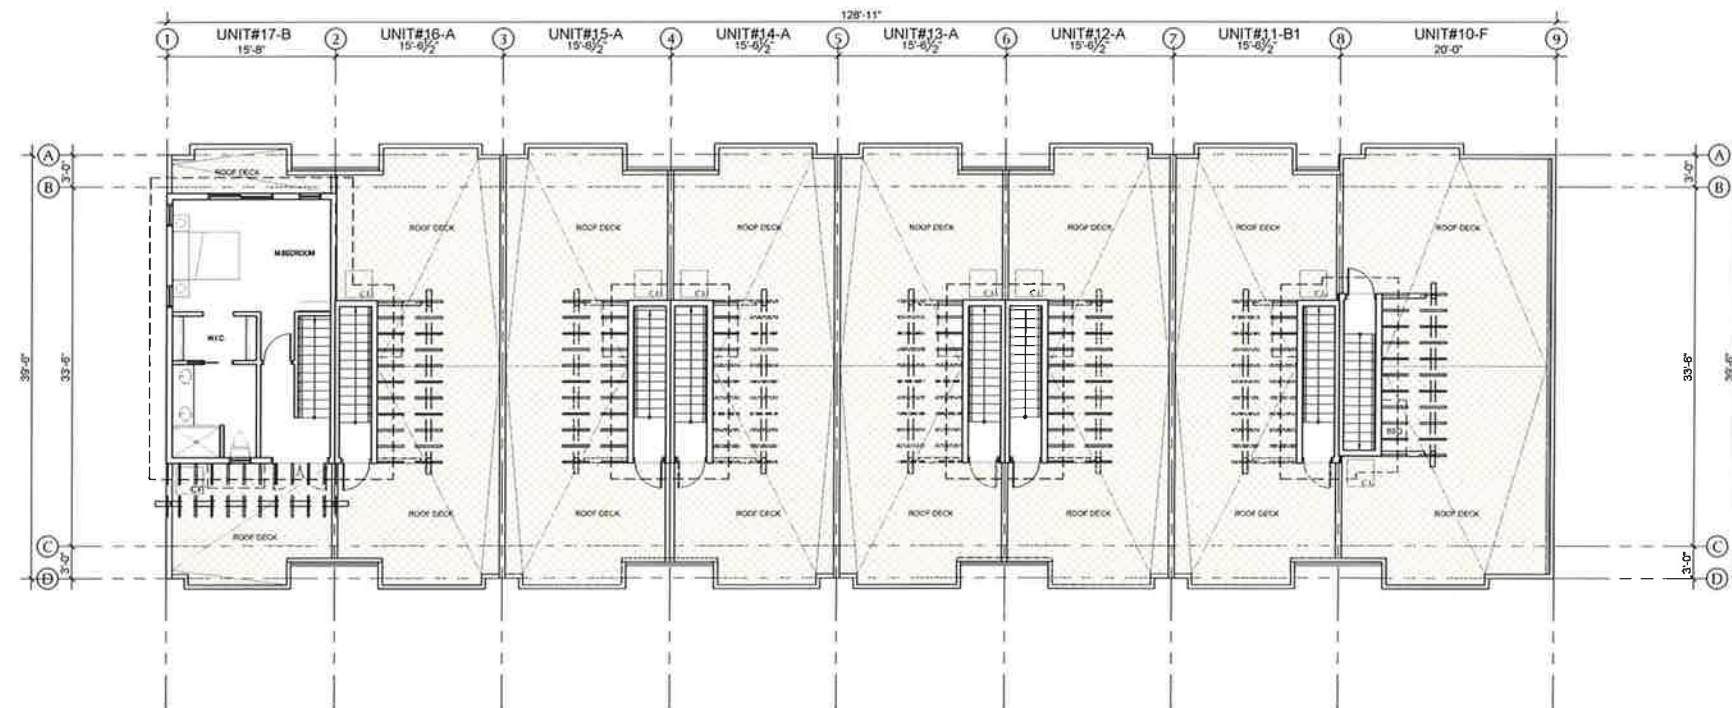 128'-11"
1 UNIT#17-B 2 UNIT#16-A 3 UNIT#15-A 4 UNIT#14-A 5 UNIT#13-A 6 UNIT#12-A 7 UNIT#11-B1 8 UNIT#10-F 9
15'-8" 15'-6½" 15'-6½" 15'-6½" 15'-6½" 15'-6½" 15'-6½" 20'-0"
A A
3'-0" 3'-0"
B B
ROOF DECK
ROOF DECK ROOF DECK ROOF DECK ROOF DECK ROOF DECK ROOF DECK ROOF DECK
M.BEDROOM
W.I.C.
39'-6" 33'-6" 33'-6" 39'-6"
ROOF DECK ROOF DECK ROOF DECK ROOF DECK ROOF DECK ROOF DECK ROOF DECK
ROOF DECK
C C
3'-0" 3'-0"
D D